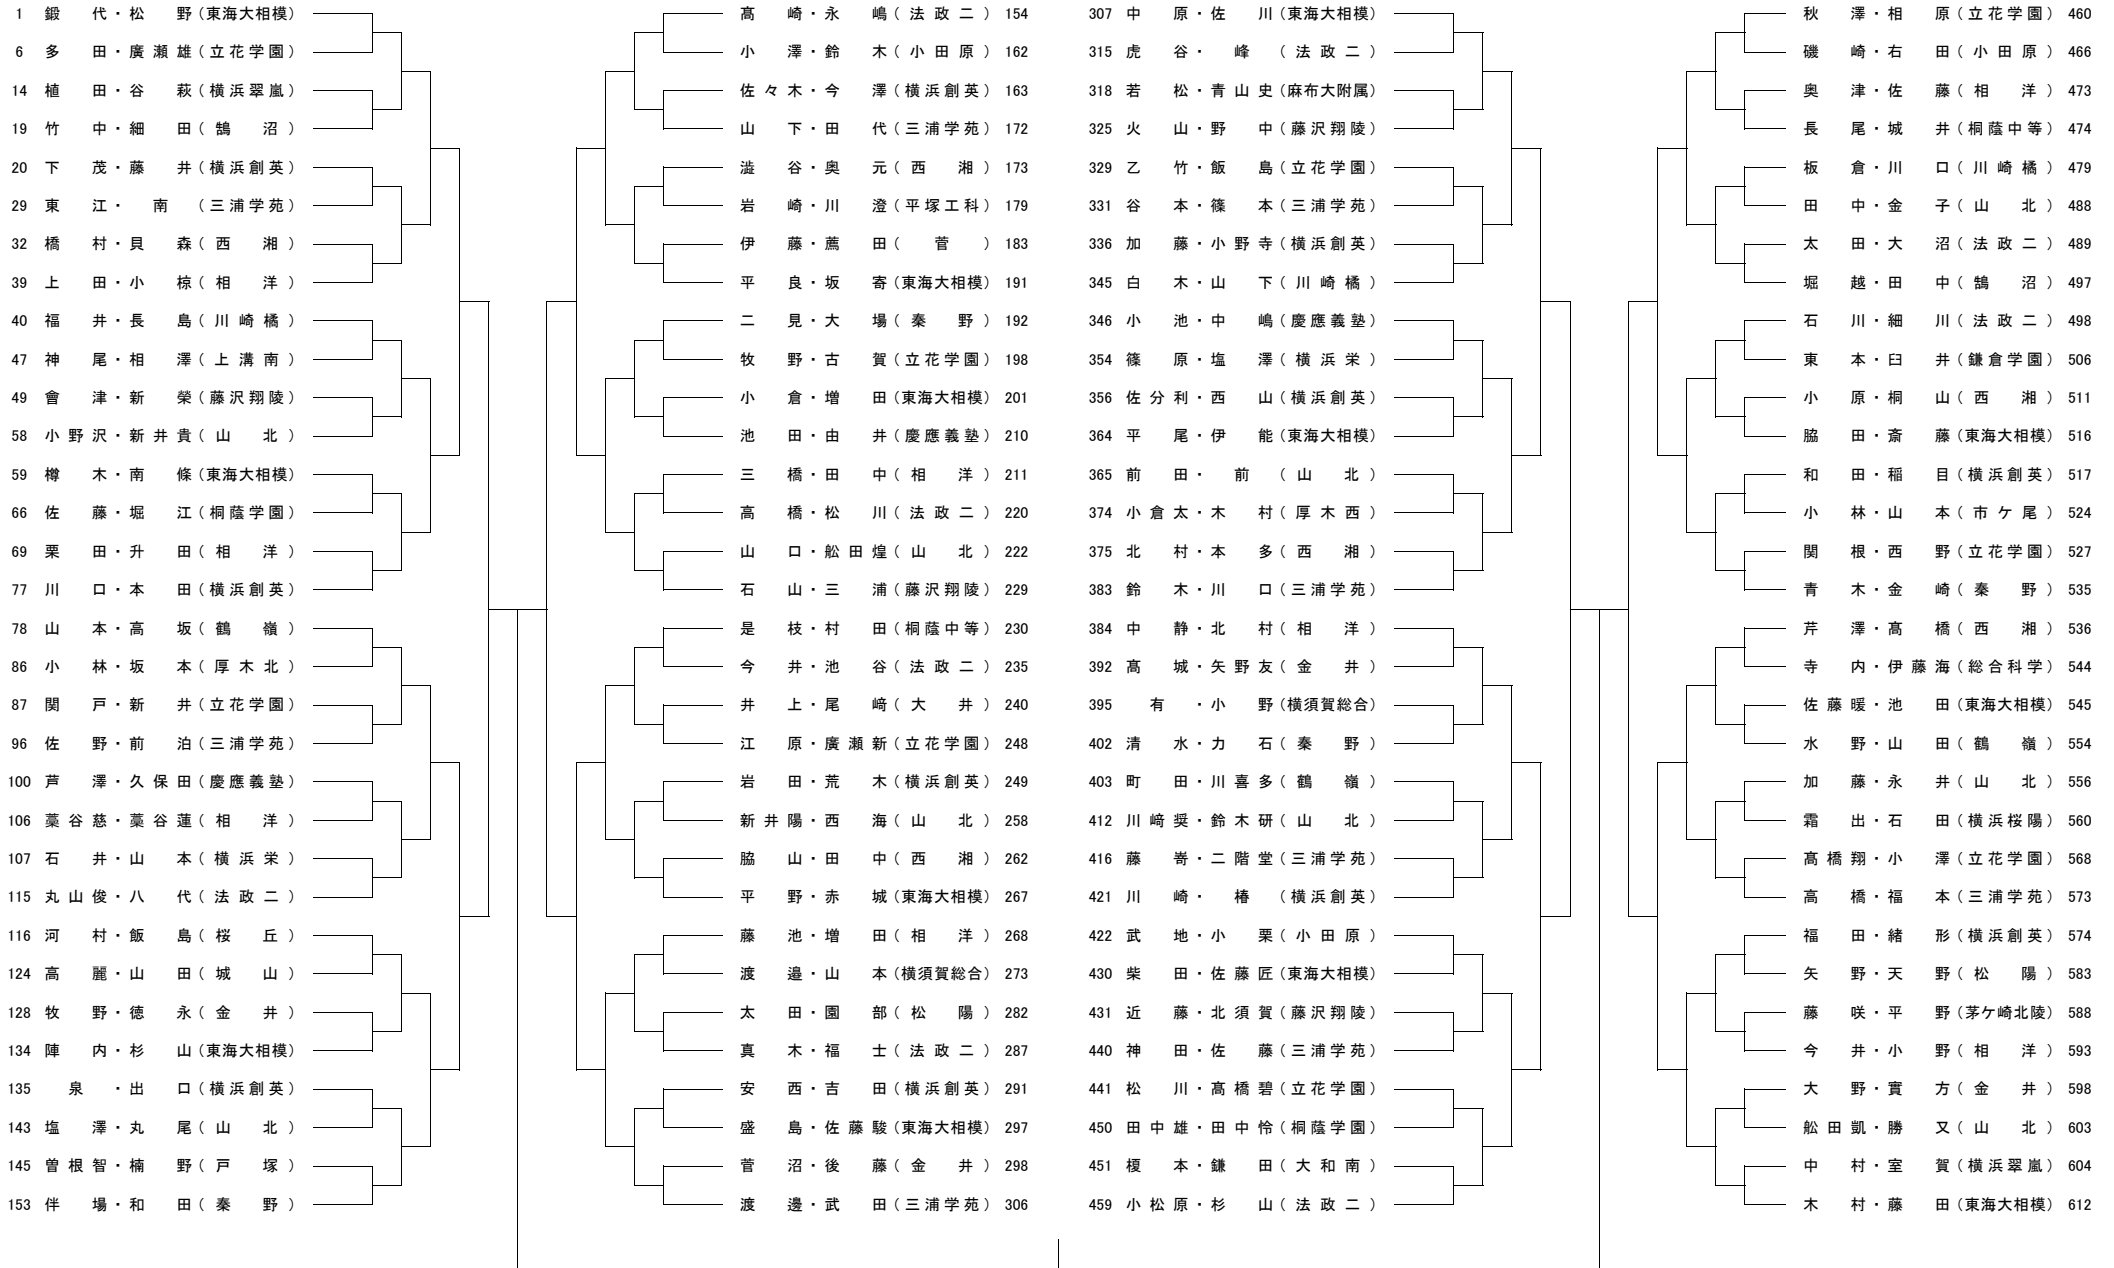 1 鍛代・松野(東海大相模)
6 多田・廣瀬雄(立花学園)
14 植田・谷萩(横浜翠嵐)
19 竹中・細田(鵠沼)
20 下茂・藤井(横浜創英)
29 東江・南(三浦学苑)
32 橋村・貝森(西湘)
39 上田・小椋(相洋)
40 福井・長島(川崎橘)
47 神尾・相澤(上溝南)
49 會津・新榮(藤沢翔陵)
58 小野沢・新井貴(山北)
59 樽木・南條(東海大相模)
66 佐藤・堀江(桐蔭学園)
69 栗田・升田(相洋)
77 川口・本田(横浜創英)
78 山本・高坂(鶴嶺)
86 小林・坂本(厚木北)
87 関戸・新井(立花学園)
96 佐野・前泊(三浦学苑)
100 芦澤・久保田(慶應義塾)
106 藁谷慈・藁谷蓮(相洋)
107 石井・山本(横浜栄)
115 丸山俊・八代(法政二)
116 河村・飯島(桜丘)
124 高麗・山田(城山)
128 牧野・徳永(金井)
134 陣内・杉山(東海大相模)
135 泉・出口(横浜創英)
143 塩澤・丸尾(山北)
145 曽根智・楠野(戸塚)
153 伴場・和田(秦野)
髙崎・永嶋(法政二) 154
小澤・鈴木(小田原) 162
佐々木・今澤(横浜創英) 163
山下・田代(三浦学苑) 172
澁谷・奥元(西湘) 173
岩崎・川澄(平塚工科) 179
伊藤・薦田(菅) 183
平良・坂寄(東海大相模) 191
二見・大場(秦野) 192
牧野・古賀(立花学園) 198
小倉・増田(東海大相模) 201
池田・由井(慶應義塾) 210
三橋・田中(相洋) 211
高橋・松川(法政二) 220
山口・舩田煌(山北) 222
石山・三浦(藤沢翔陵) 229
是枝・村田(桐蔭中等) 230
今井・池谷(法政二) 235
井上・尾﨑(大井) 240
江原・廣瀬新(立花学園) 248
岩田・荒木(横浜創英) 249
新井陽・西海(山北) 258
脇山・田中(西湘) 262
平野・赤城(東海大相模) 267
藤池・増田(相洋) 268
渡邉・山本(横須賀総合) 273
太田・園部(松陽) 282
真木・福士(法政二) 287
安西・吉田(横浜創英) 291
盛島・佐藤駿(東海大相模) 297
菅沼・後藤(金井) 298
渡邊・武田(三浦学苑) 306
307 中原・佐川(東海大相模)
315 虎谷・峰(法政二)
318 若松・青山史(麻布大附属)
325 火山・野中(藤沢翔陵)
329 乙竹・飯島(立花学園)
331 谷本・篠本(三浦学苑)
336 加藤・小野寺(横浜創英)
345 白木・山下(川崎橘)
346 小池・中嶋(慶應義塾)
354 篠原・塩澤(横浜栄)
356 佐分利・西山(横浜創英)
364 平尾・伊能(東海大相模)
365 前田・前(山北)
374 小倉太・木村(厚木西)
375 北村・本多(西湘)
383 鈴木・川口(三浦学苑)
384 中静・北村(相洋)
392 髙城・矢野友(金井)
395 有・小野(横須賀総合)
402 清水・力石(秦野)
403 町田・川喜多(鶴嶺)
412 川﨑奨・鈴木研(山北)
416 藤嵜・二階堂(三浦学苑)
421 川崎・椿(横浜創英)
422 武地・小栗(小田原)
430 柴田・佐藤匠(東海大相模)
431 近藤・北須賀(藤沢翔陵)
440 神田・佐藤(三浦学苑)
441 松川・髙橋碧(立花学園)
450 田中雄・田中怜(桐蔭学園)
451 榎本・鎌田(大和南)
459 小松原・杉山(法政二)
秋澤・相原(立花学園) 460
磯崎・右田(小田原) 466
奥津・佐藤(相洋) 473
長尾・城井(桐蔭中等) 474
板倉・川口(川崎橘) 479
田中・金子(山北) 488
太田・大沼(法政二) 489
堀越・田中(鵠沼) 497
石川・細川(法政二) 498
東本・臼井(鎌倉学園) 506
小原・桐山(西湘) 511
脇田・斎藤(東海大相模) 516
和田・稲目(横浜創英) 517
小林・山本(市ケ尾) 524
関根・西野(立花学園) 527
青木・金崎(秦野) 535
芹澤・髙橋(西湘) 536
寺内・伊藤海(総合科学) 544
佐藤暖・池田(東海大相模) 545
水野・山田(鶴嶺) 554
加藤・永井(山北) 556
霜出・石田(横浜桜陽) 560
髙橋翔・小澤(立花学園) 568
高橋・福本(三浦学苑) 573
福田・緒形(横浜創英) 574
矢野・天野(松陽) 583
藤咲・平野(茅ケ崎北陵) 588
今井・小野(相洋) 593
大野・實方(金井) 598
舩田凱・勝又(山北) 603
中村・室賀(横浜翠嵐) 604
木村・藤田(東海大相模) 612